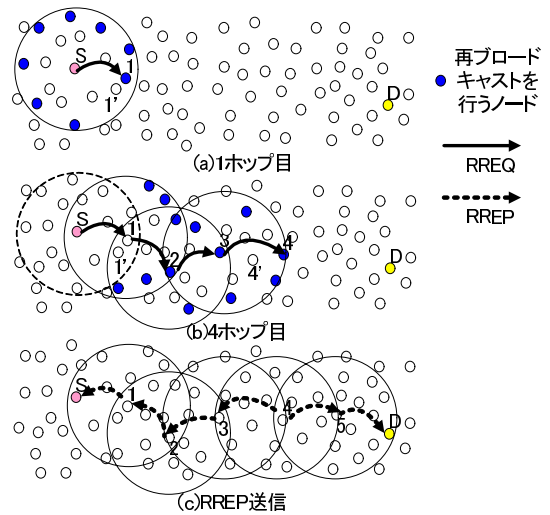 S
1
1'
D
再ブロード
キャストを
行うノード
RREQ
RREP
(a)1ホップ目
S
1
1'
2
3
4
4'
D
(b)4ホップ目
S
1
2
3
4
5
D
(c)RREP送信